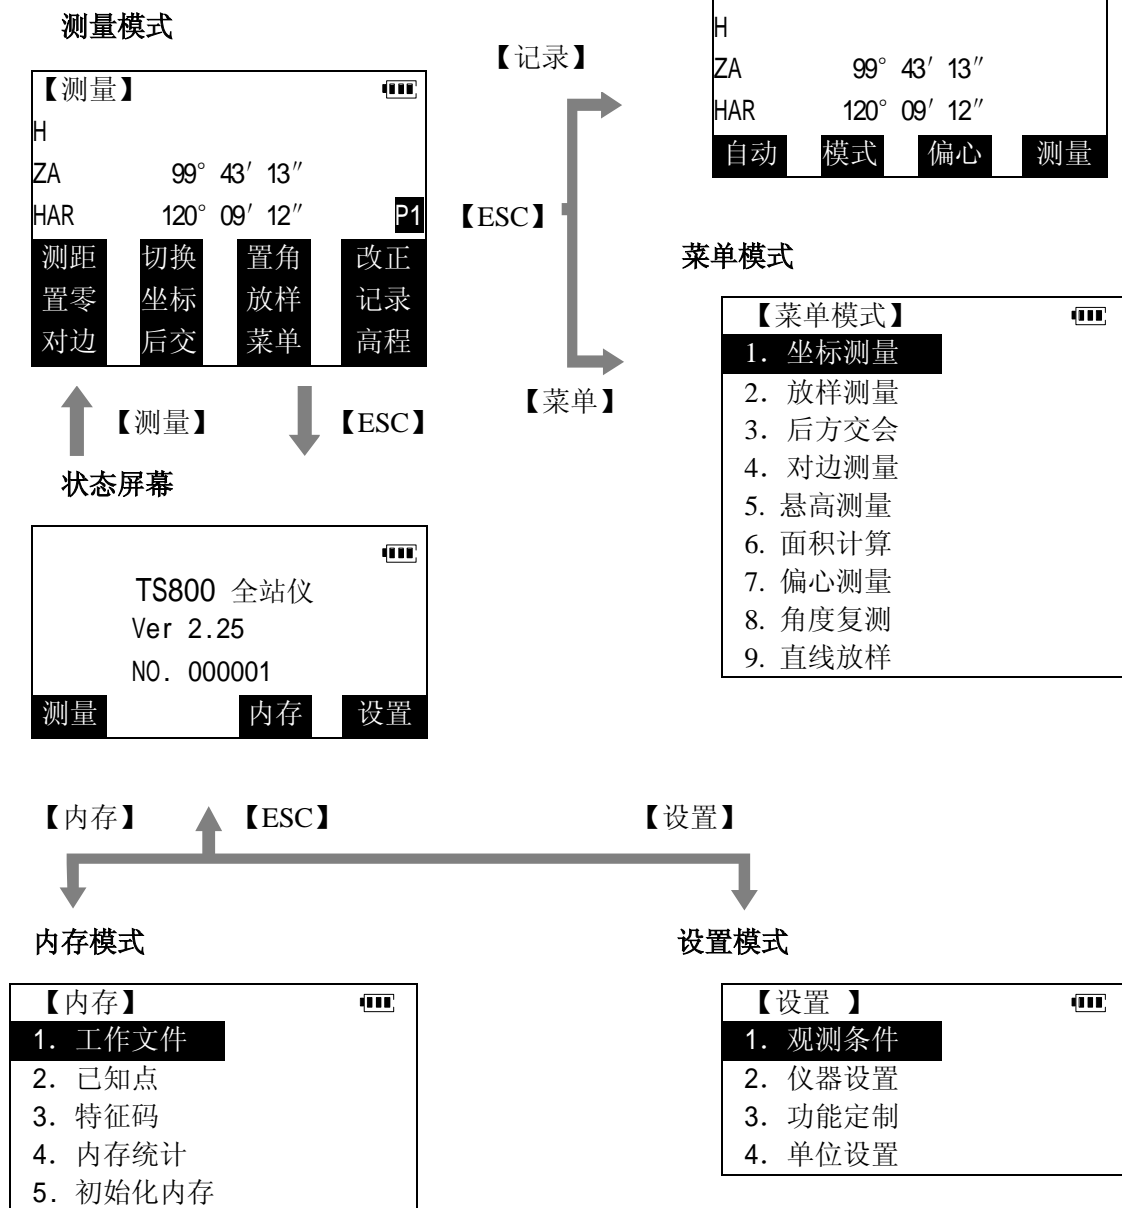 测量模式
【测量】
H
ZA 99° 43′ 13″
HAR 120° 09′ 12″ P1
测距 切换 置角 改正
置零 坐标 放样 记录
对边 后交 菜单 高程
【测量】 【ESC】
【记录】
【ESC】
【菜单】
H
ZA 99° 43′ 13″
HAR 120° 09′ 12″
自动 模式 偏心 测量
菜单模式
【菜单模式】
1. 坐标测量
2. 放样测量
3. 后方交会
4. 对边测量
5. 悬高测量
6. 面积计算
7. 偏心测量
8. 角度复测
9. 直线放样
状态屏幕
TS800 全站仪
Ver 2.25
NO. 000001
测量 内存 设置
【内存】 【ESC】 【设置】
内存模式
【内存】
1. 工作文件
2. 已知点
3. 特征码
4. 内存统计
5. 初始化内存
设置模式
【设置 】
1. 观测条件
2. 仪器设置
3. 功能定制
4. 单位设置